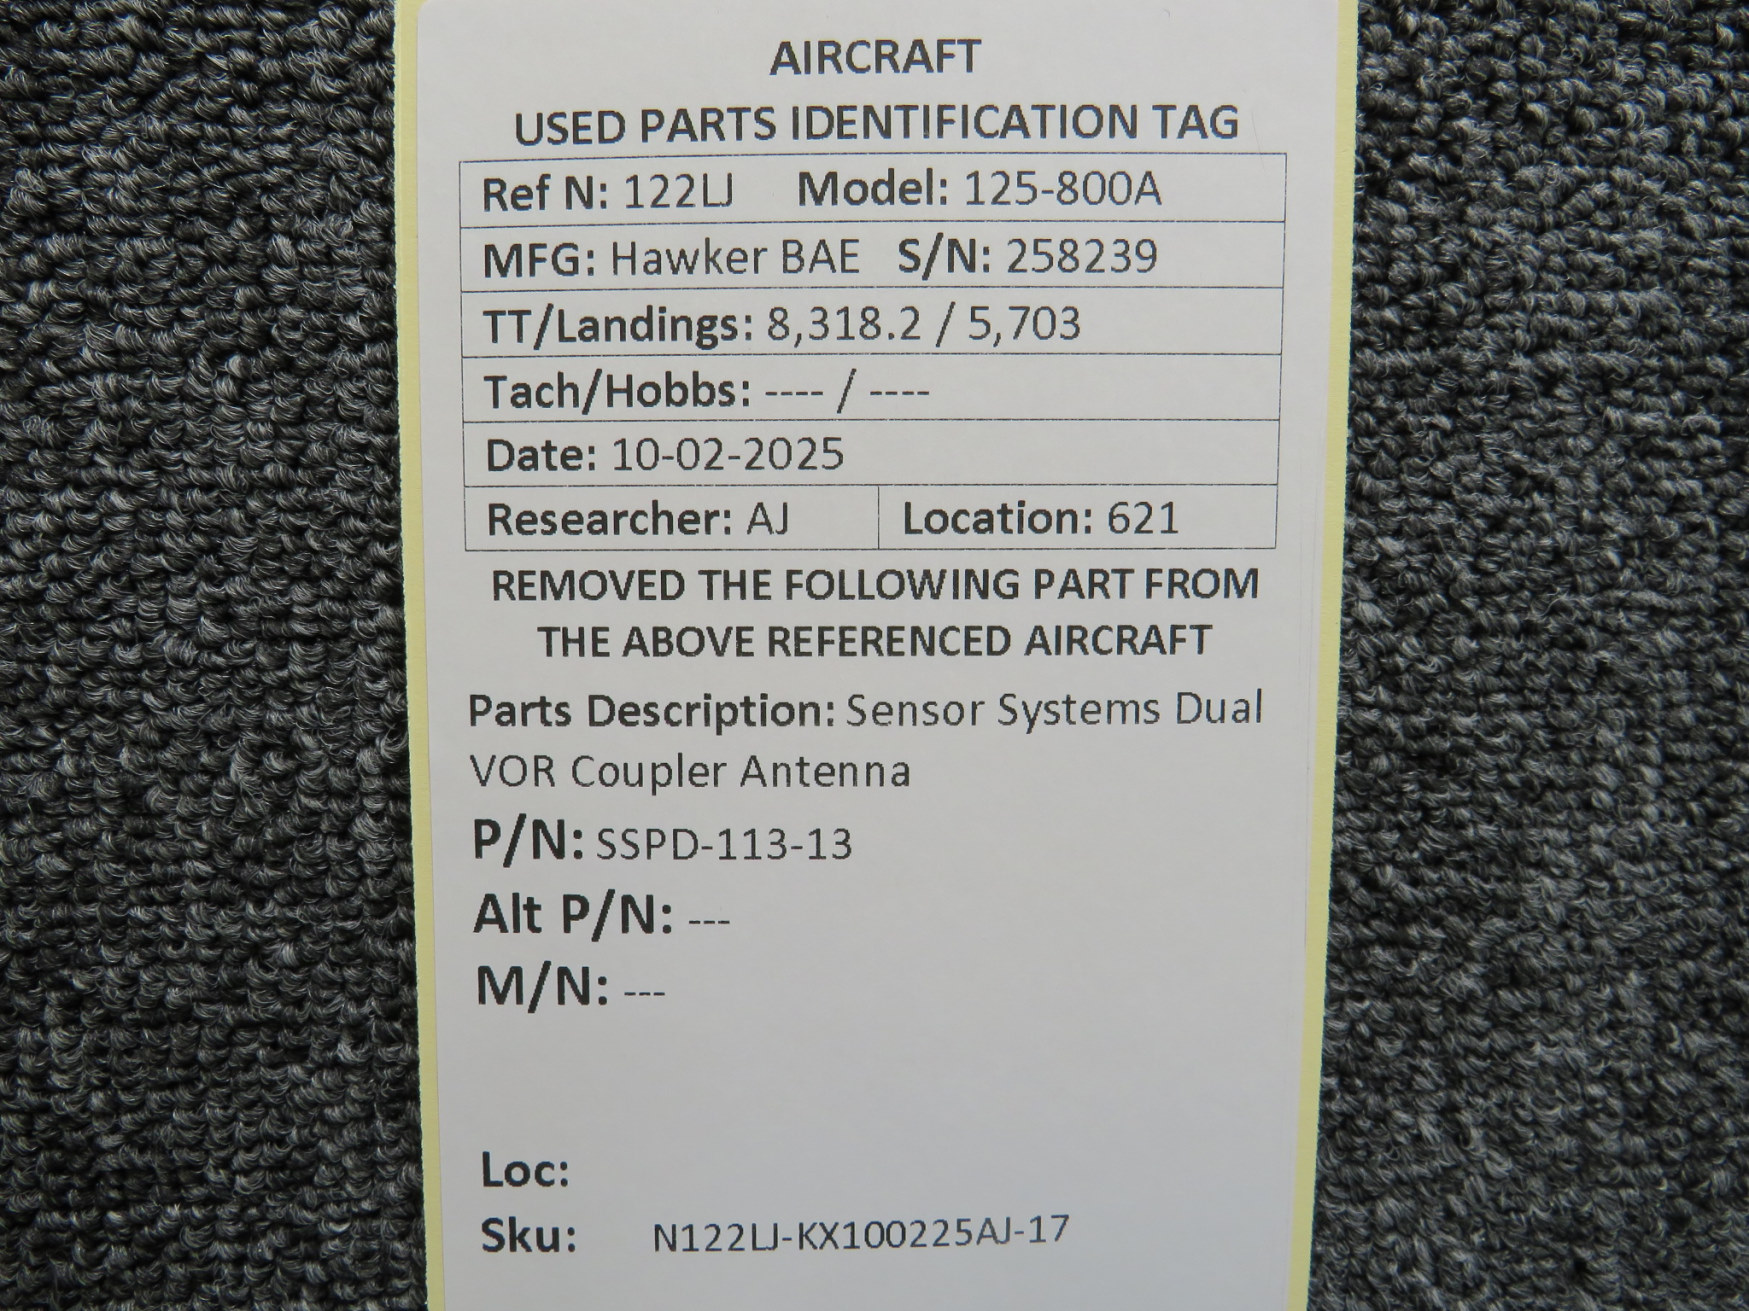 AIRCRAFT
USED PARTS IDENTIFICATION TAG
Ref N: 122LJ Model: 125-800A
MFG: Hawker BAE S/N: 258239
TT/Landings: 8,318.2 / 5,703
Tach/Hobbs: ---- / ----
Date: 10-02-2025
Researcher: AJ Location: 621
REMOVED THE FOLLOWING PART FROM
THE ABOVE REFERENCED AIRCRAFT
Parts Description: Sensor Systems Dual
VOR Coupler Antenna
P/N: SSPD-113-13
Alt P/N: ---
M/N: ---
Loc:
Sku: N122LJ-KX100225AJ-17